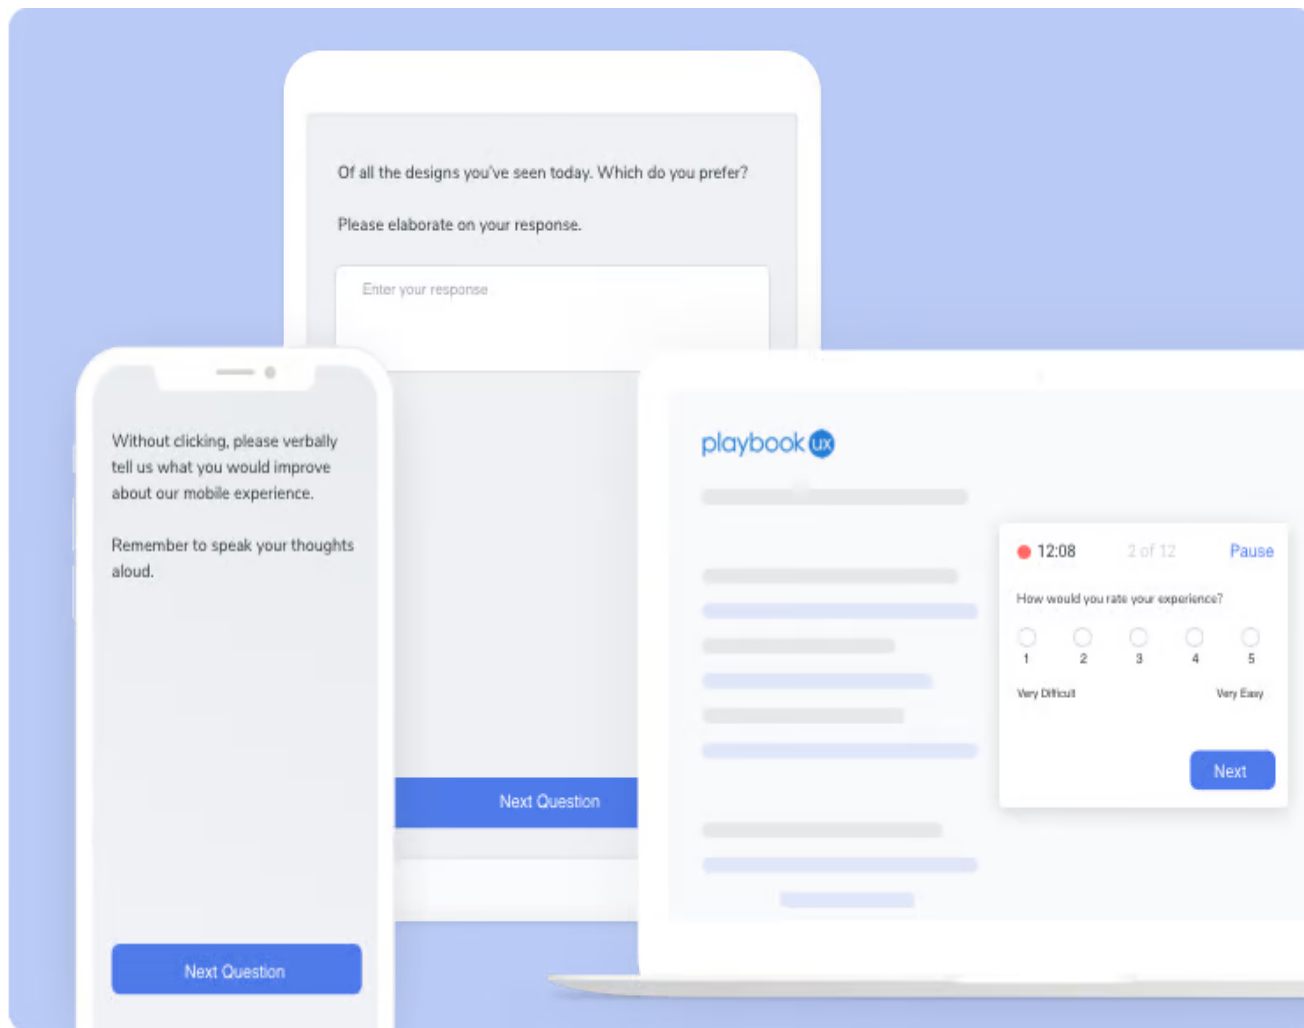 Of all the designs you've seen today. Which do you prefer?
Please elaborate on your response.
Enter your response
Next Question
Without clicking, please verbally
tell us what you would improve
about our mobile experience.
Remember to speak your thoughts
aloud.
Next Question
playbook ux
12:08 2 of 12 Pause
How would you rate your experience?
1 2 3 4 5
Very Difficult Very Easy
Next